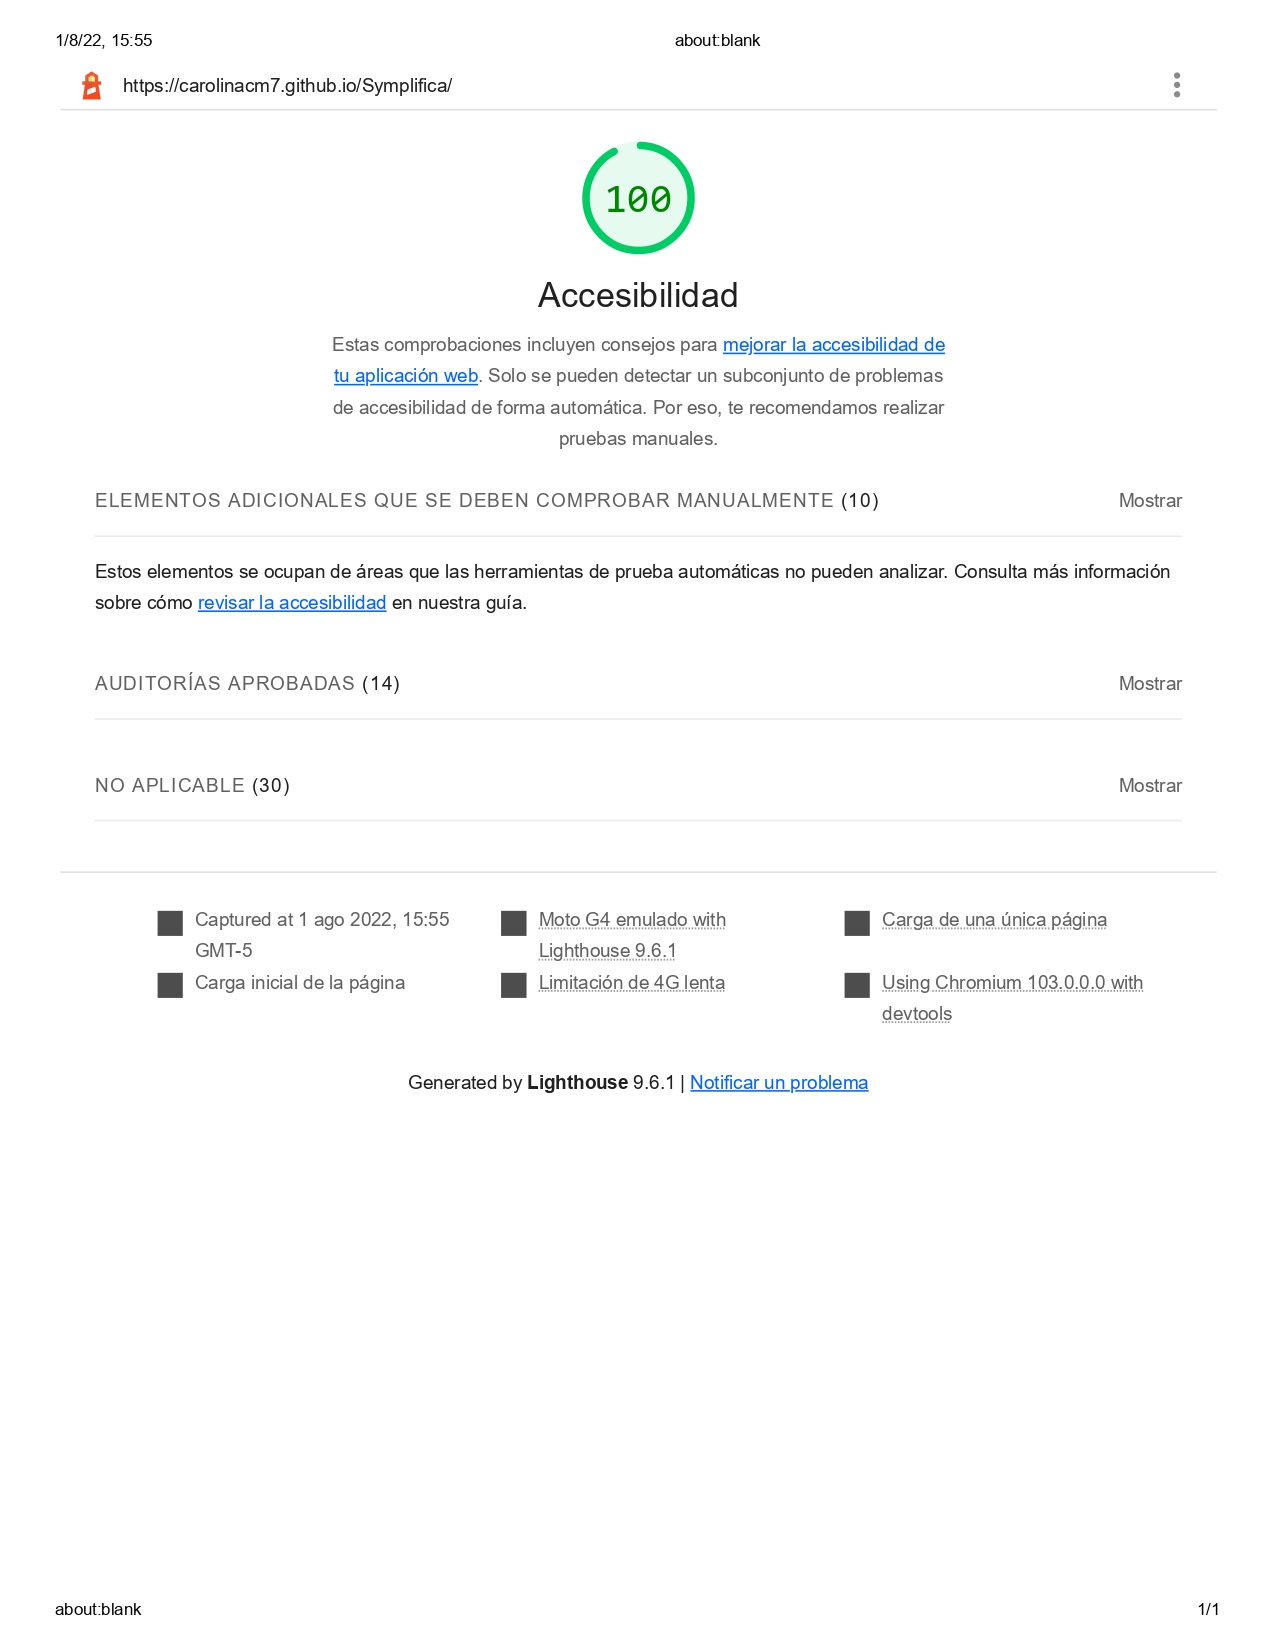 1/8/22, 15:55 about:blank
https://carolinacm7.github.io/Symplifica/
100
Accesibilidad
Estas comprobaciones incluyen consejos para mejorar la accesibilidad de
tu aplicación web. Solo se pueden detectar un subconjunto de problemas
de accesibilidad de forma automática. Por eso, te recomendamos realizar
pruebas manuales.
ELEMENTOS ADICIONALES QUE SE DEBEN COMPROBAR MANUALMENTE (10) Mostrar
Estos elementos se ocupan de áreas que las herramientas de prueba automáticas no pueden analizar. Consulta más información
sobre cómo revisar la accesibilidad en nuestra guía.
AUDITORÍAS APROBADAS (14) Mostrar
NO APLICABLE (30) Mostrar
Captured at 1 ago 2022, 15:55
GMT-5
Moto G4 emulado with
Lighthouse 9.6.1
Carga de una única página
Carga inicial de la página
Limitación de 4G lenta
Using Chromium 103.0.0.0 with
devtools
Generated by Lighthouse 9.6.1 | Notificar un problema
about:blank 1/1